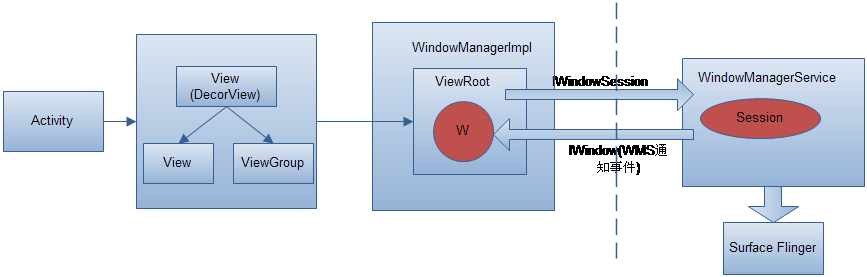 Activity
View
(DecorView)
View
ViewGroup
WindowManagerImpl
ViewRoot
W
IWindowSession
IWindow(WMS通
知事件)
WindowManagerService
Session
Surface Flinger